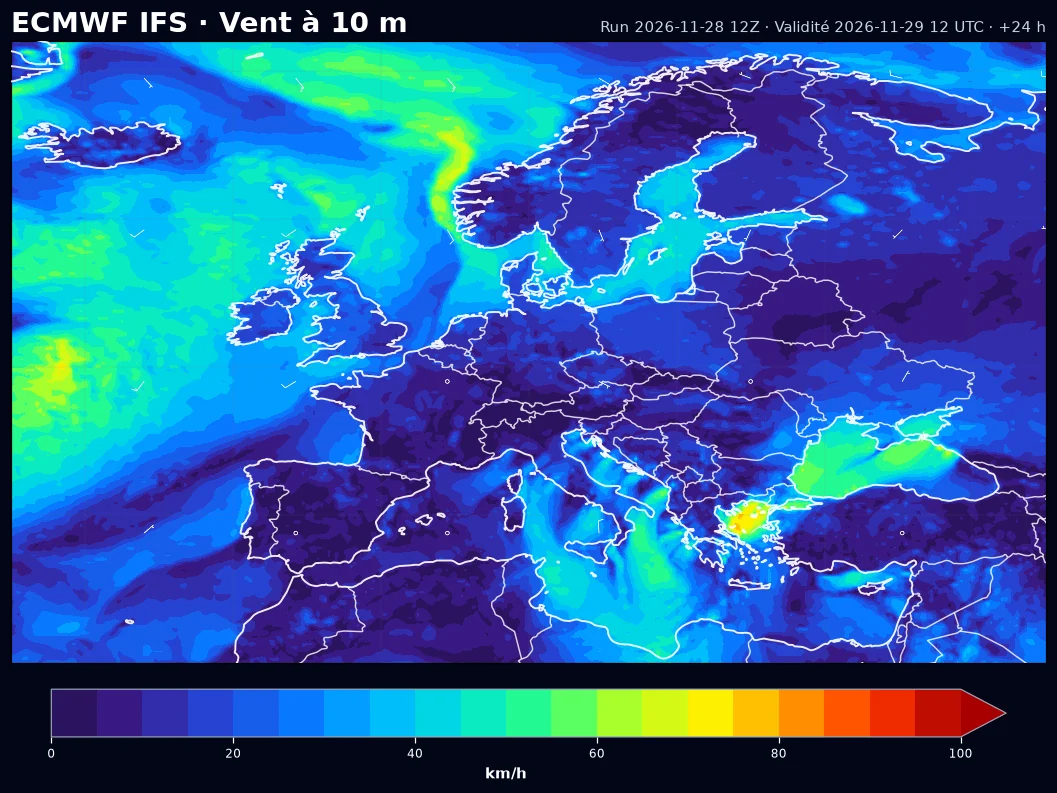 ECMWF IFS · Vent à 10 m
Run 2026-11-28 12Z · Validité 2026-11-29 12 UTC · +24 h
0 20 40 60 80 100
km/h